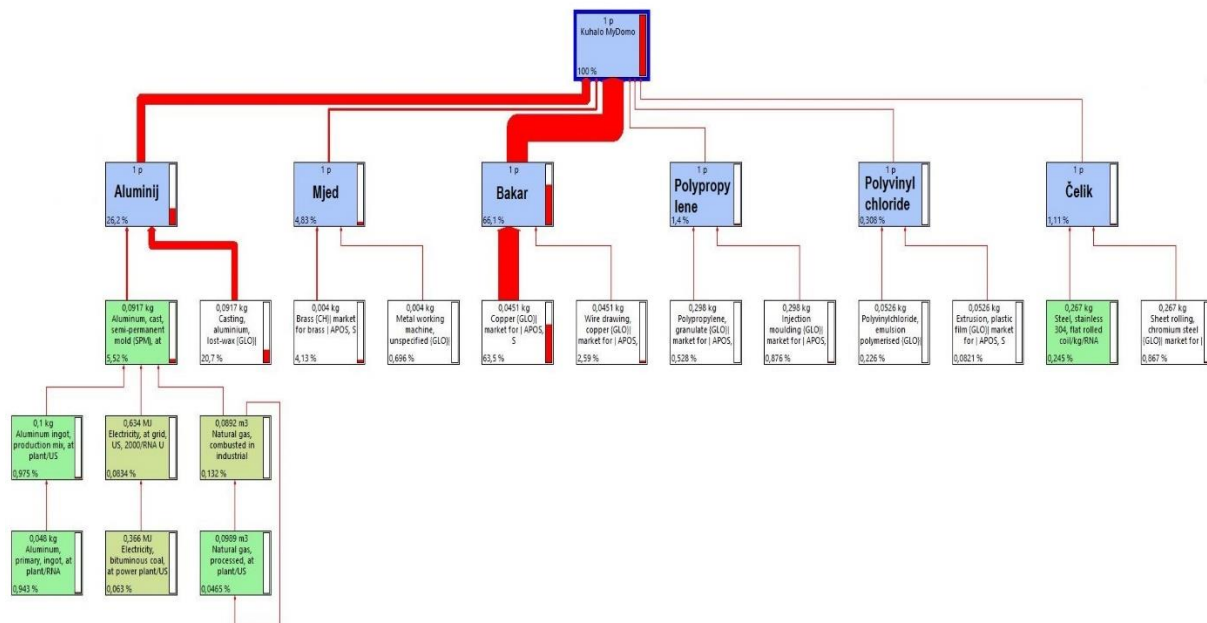 1 p
Kuhalo MyDomo
100 %
1 p
Aluminij
26,2 %
1 p
Mjed
4,83 %
1 p
Bakar
66,1 %
1 p
Polypropy
lene
1,4 %
1 p
Polyvinyl
chloride
0,308 %
1 p
Čelik
1,11 %
0,0917 kg
Aluminum, cast,
semi-permanent
mold (SPM), at
5,52 %
0,0917 kg
Casting,
aluminium,
lost-wax {GLO}|
20,7 %
0,004 kg
Brass {CH}| market
for brass | APOS, S
4,13 %
0,004 kg
Metal working
machine,
unspecified {GLO}|
0,696 %
0,0451 kg
Copper {GLO}|
market for | APOS,
S
63,5 %
0,0451 kg
Wire drawing,
copper {GLO}|
market for | APOS,
2,59 %
0,298 kg
Polypropylene,
granulate {GLO}|
market for | APOS,
0,528 %
0,298 kg
Injection
moulding {GLO}|
market for | APOS,
0,876 %
0,0526 kg
Polyvinylchloride,
emulsion
polymerised {GLO}|
0,226 %
0,0526 kg
Extrusion, plastic
film {GLO}| market
for | APOS, S
0,0821 %
0,267 kg
Steel, stainless
304, flat rolled
coil/kg/RNA
0,245 %
0,267 kg
Sheet rolling,
chromium steel
{GLO}| market for |
0,867 %
0,1 kg
Aluminum ingot,
production mix, at
plant/US
0,975 %
0,634 MJ
Electricity, at grid,
US, 2000/RNA U
0,0834 %
0,0892 m3
Natural gas,
combusted in
industrial
0,132 %
0,048 kg
Aluminum,
primary, ingot, at
plant/RNA
0,943 %
0,366 MJ
Electricity,
bituminous coal,
at power plant/US
0,063 %
0,0989 m3
Natural gas,
processed, at
plant/US
0,0465 %